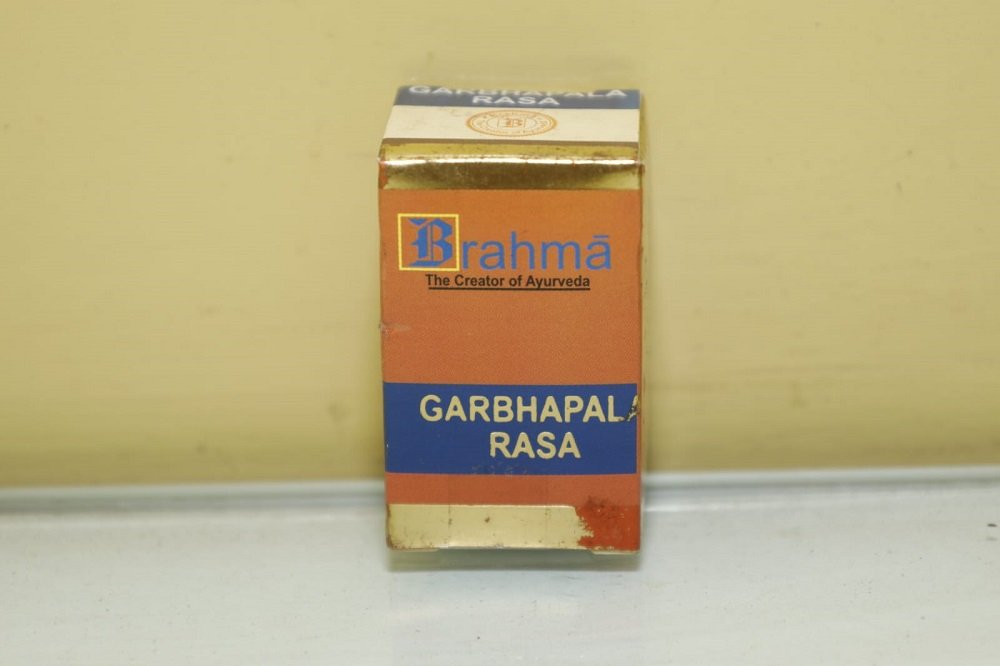 GARBHAPALA
RASA
B
Brahmā
The Creator of Ayurveda
GARBHAPALA
RASA